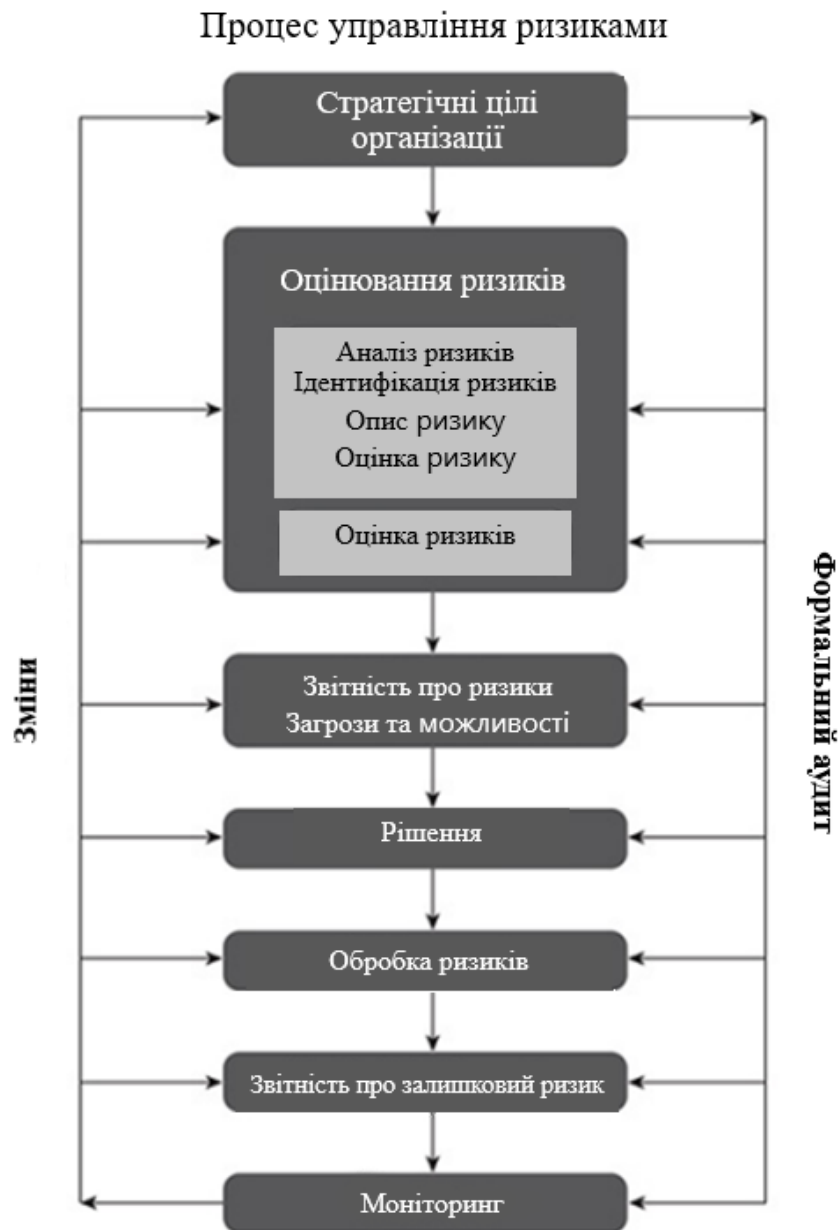 Процес управління ризиками
Стратегічні цілі
організації
Оцінювання ризиків
Аналіз ризиків
Ідентифікація ризиків
Опис ризику
Оцінка ризику
Оцінка ризиків
Звітність про ризики
Загрози та можливості
Рішення
Обробка ризиків
Звітність про залишковий ризик
Моніторинг
Зміни
Формальний аудит